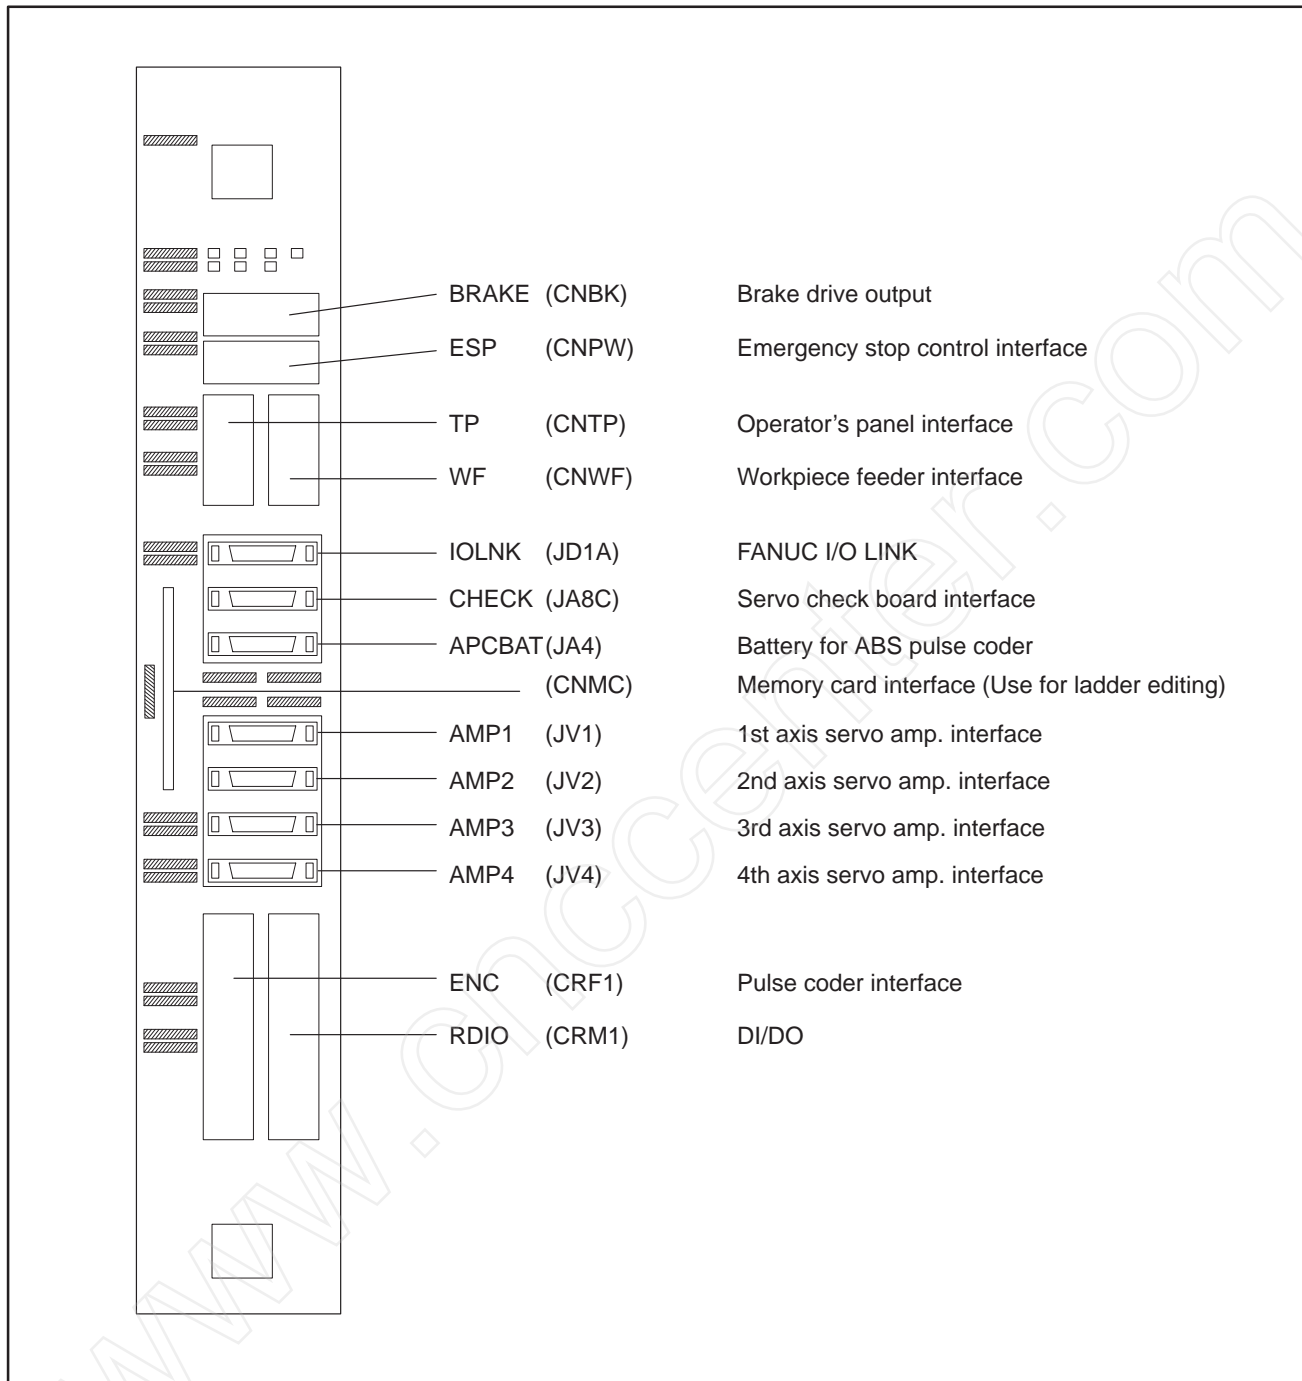 BRAKE (CNBK) Brake drive output
ESP (CNPW) Emergency stop control interface
TP (CNTP) Operator's panel interface
WF (CNWF) Workpiece feeder interface
IOLNK (JD1A) FANUC I/O LINK
CHECK (JA8C) Servo check board interface
APCBAT (JA4) Battery for ABS pulse coder
(CNMC) Memory card interface (Use for ladder editing)
AMP1 (JV1) 1st axis servo amp. interface
AMP2 (JV2) 2nd axis servo amp. interface
AMP3 (JV3) 3rd axis servo amp. interface
AMP4 (JV4) 4th axis servo amp. interface
ENC (CRF1) Pulse coder interface
RDIO (CRM1) DI/DO
www.cnccenter.com